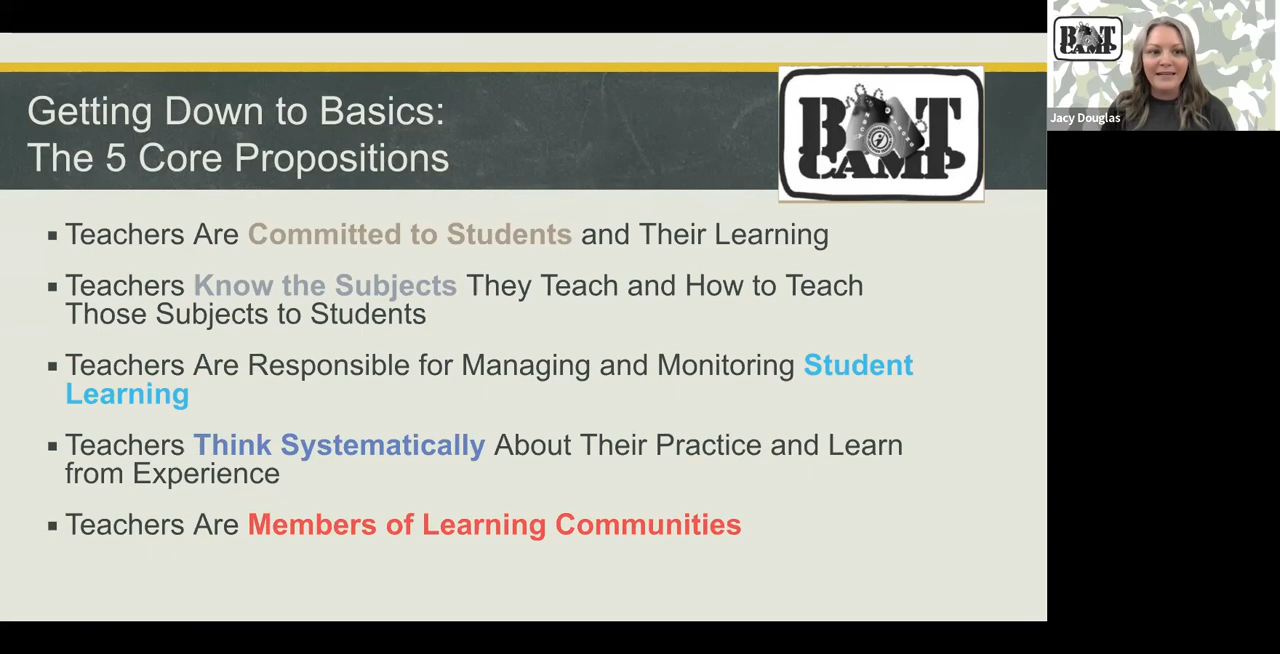 Getting Down to Basics:
The 5 Core Propositions
BOOT
CAMP
▪ Teachers Are Committed to Students and Their Learning
▪ Teachers Know the Subjects They Teach and How to Teach
Those Subjects to Students
▪ Teachers Are Responsible for Managing and Monitoring Student
Learning
▪ Teachers Think Systematically About Their Practice and Learn
from Experience
▪ Teachers Are Members of Learning Communities
BOOT
CAMP
Jacy Douglas